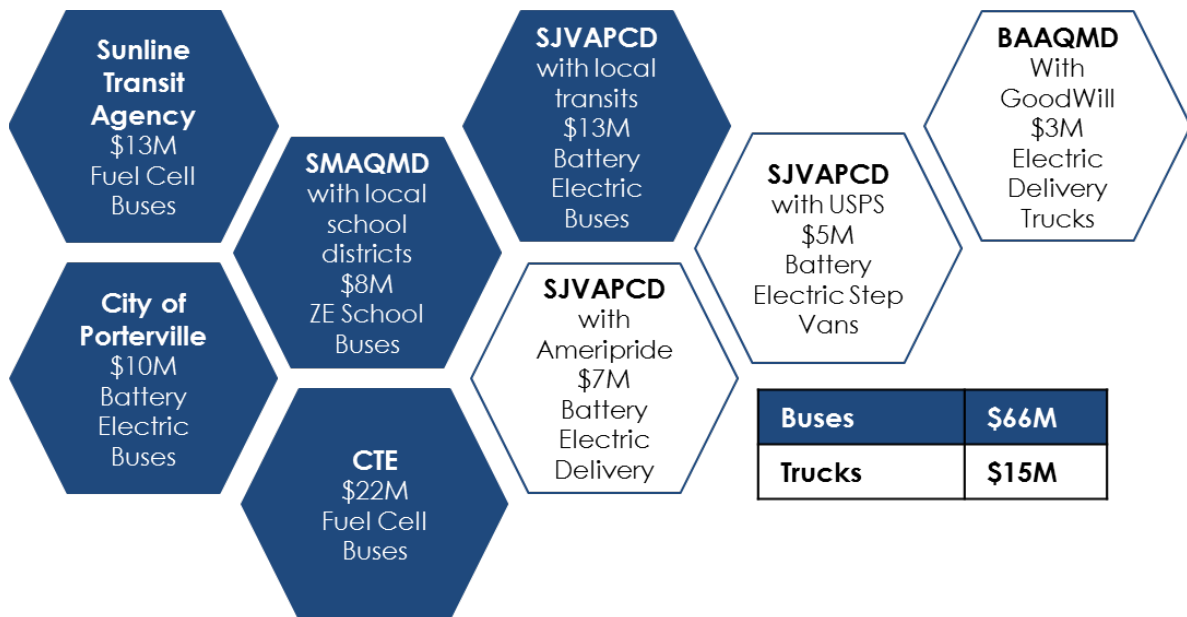 Sunline
Transit
Agency
$13M
Fuel Cell
Buses
SMAQMD
with local
school
districts
$8M
ZE School
Buses
SJVAPCD
with local
transits
$13M
Battery
Electric
Buses
SJVAPCD
with USPS
$5M
Battery
Electric Step
Vans
BAAQMD
With
GoodWill
$3M
Electric
Delivery
Trucks
City of
Porterville
$10M
Battery
Electric
Buses
CTE
$22M
Fuel Cell
Buses
SJVAPCD
with
Ameripride
$7M
Battery
Electric
Delivery
Buses $66M
Trucks $15M